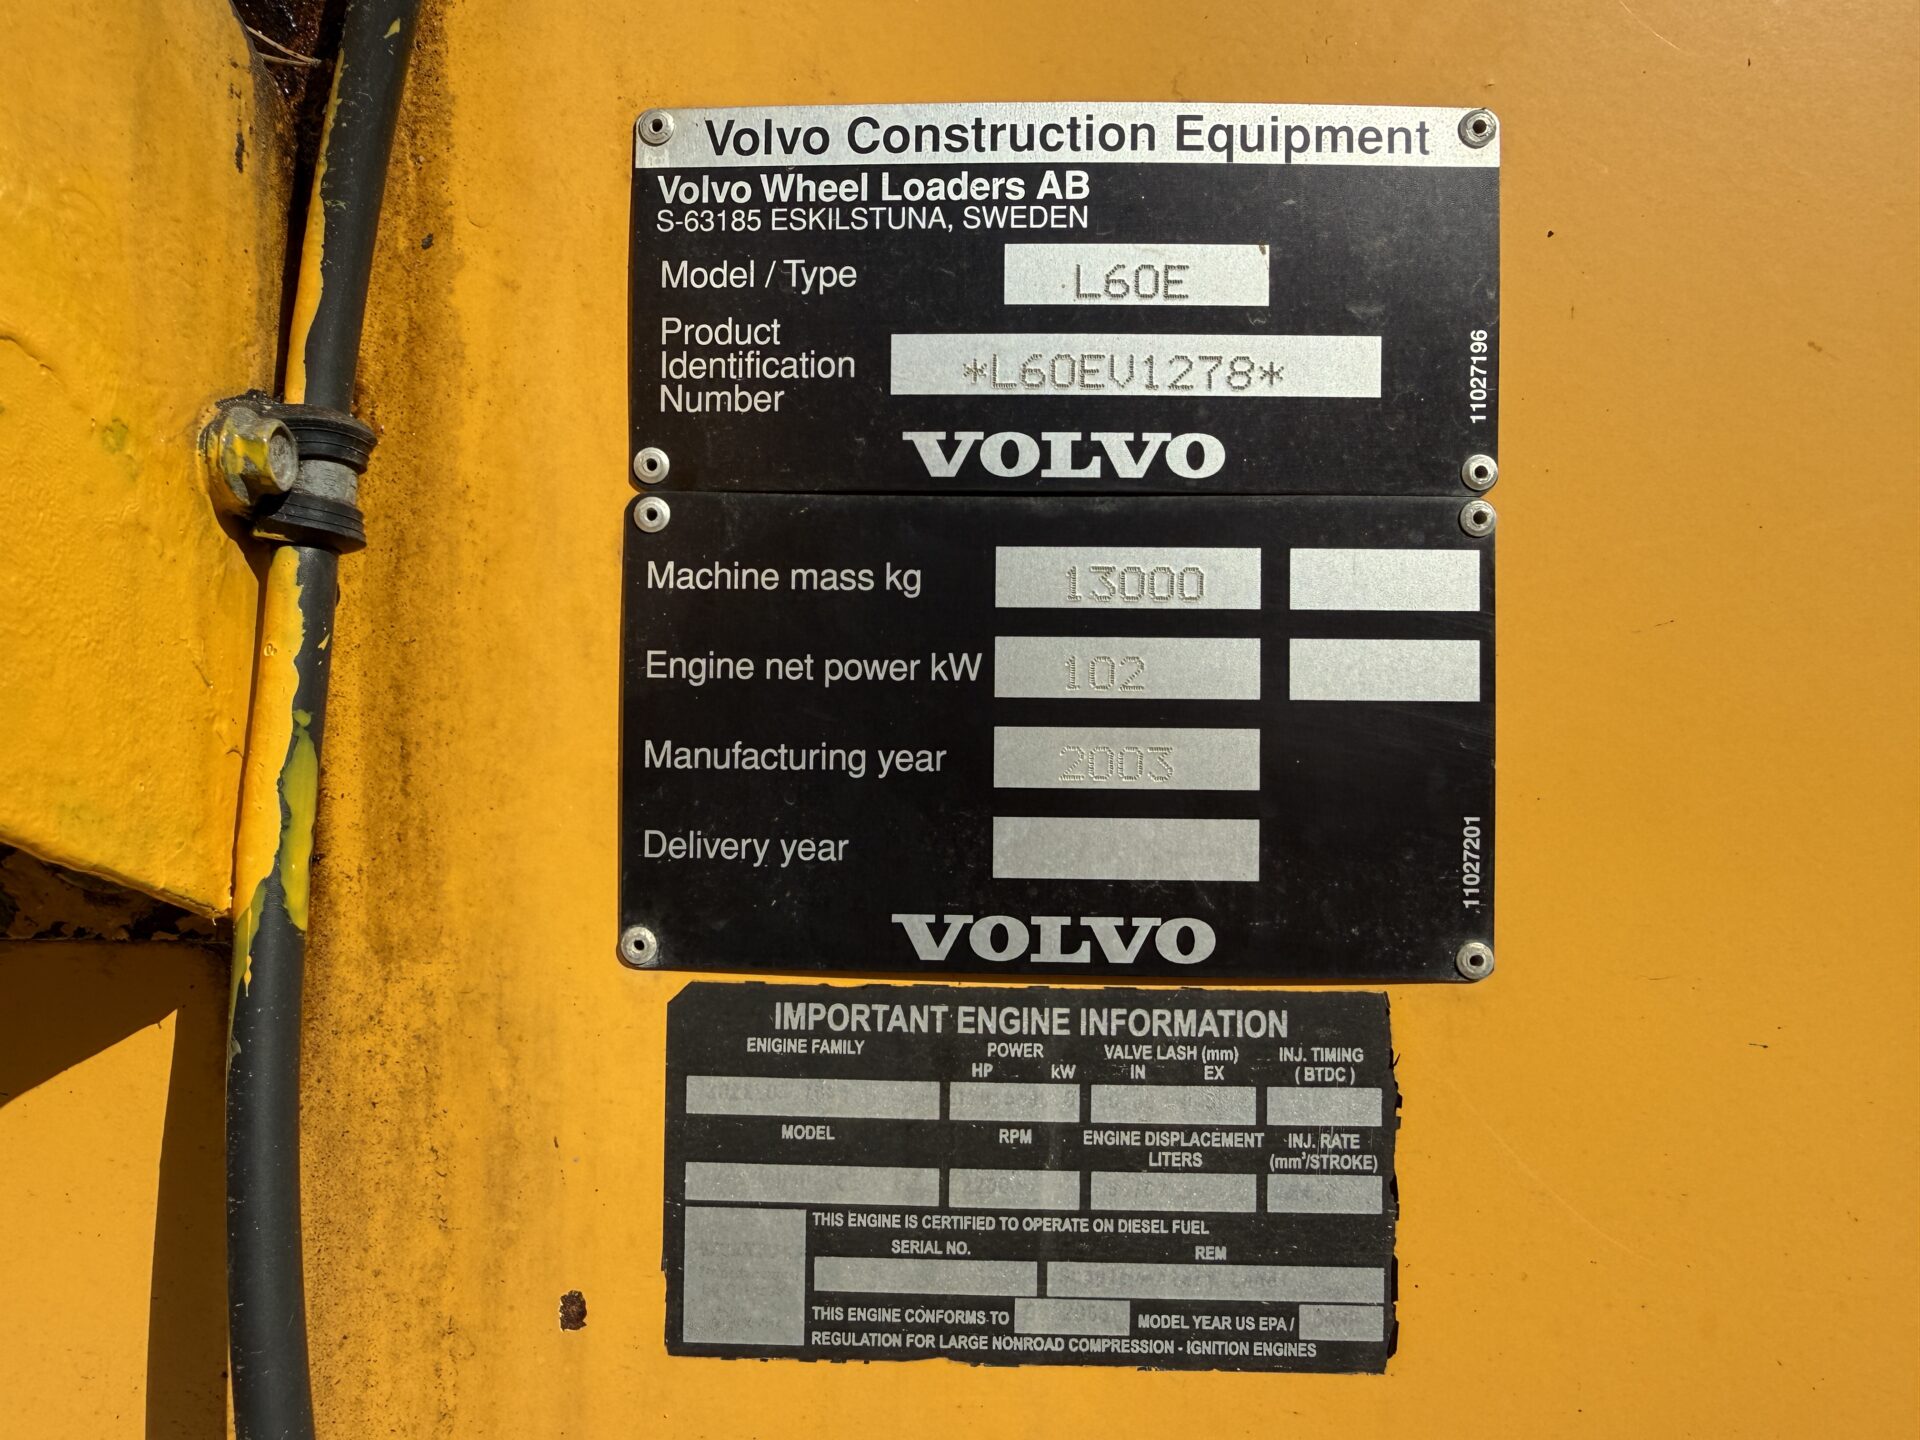 Volvo Construction Equipment
Volvo Wheel Loaders AB
S-63185 ESKILSTUNA, SWEDEN
Model / Type L60E
Product
Identification
Number
*L60EV1278*
11027196
VOLVO
Machine mass kg 13000
Engine net power kW 102
Manufacturing year 2003
Delivery year
11027201
VOLVO
IMPORTANT ENGINE INFORMATION
ENIGINE FAMILY POWER VALVE LASH (mm) INJ. TIMING
HP kW IN EX ( BTDC )
MODEL RPM ENGINE DISPLACEMENT INJ. RATE
LITERS (mm³/STROKE)
2200
THIS ENGINE IS CERTIFIED TO OPERATE ON DIESEL FUEL
SERIAL NO. REM
THIS ENGINE CONFORMS TO MODEL YEAR US EPA /
REGULATION FOR LARGE NONROAD COMPRESSION - IGNITION ENGINES